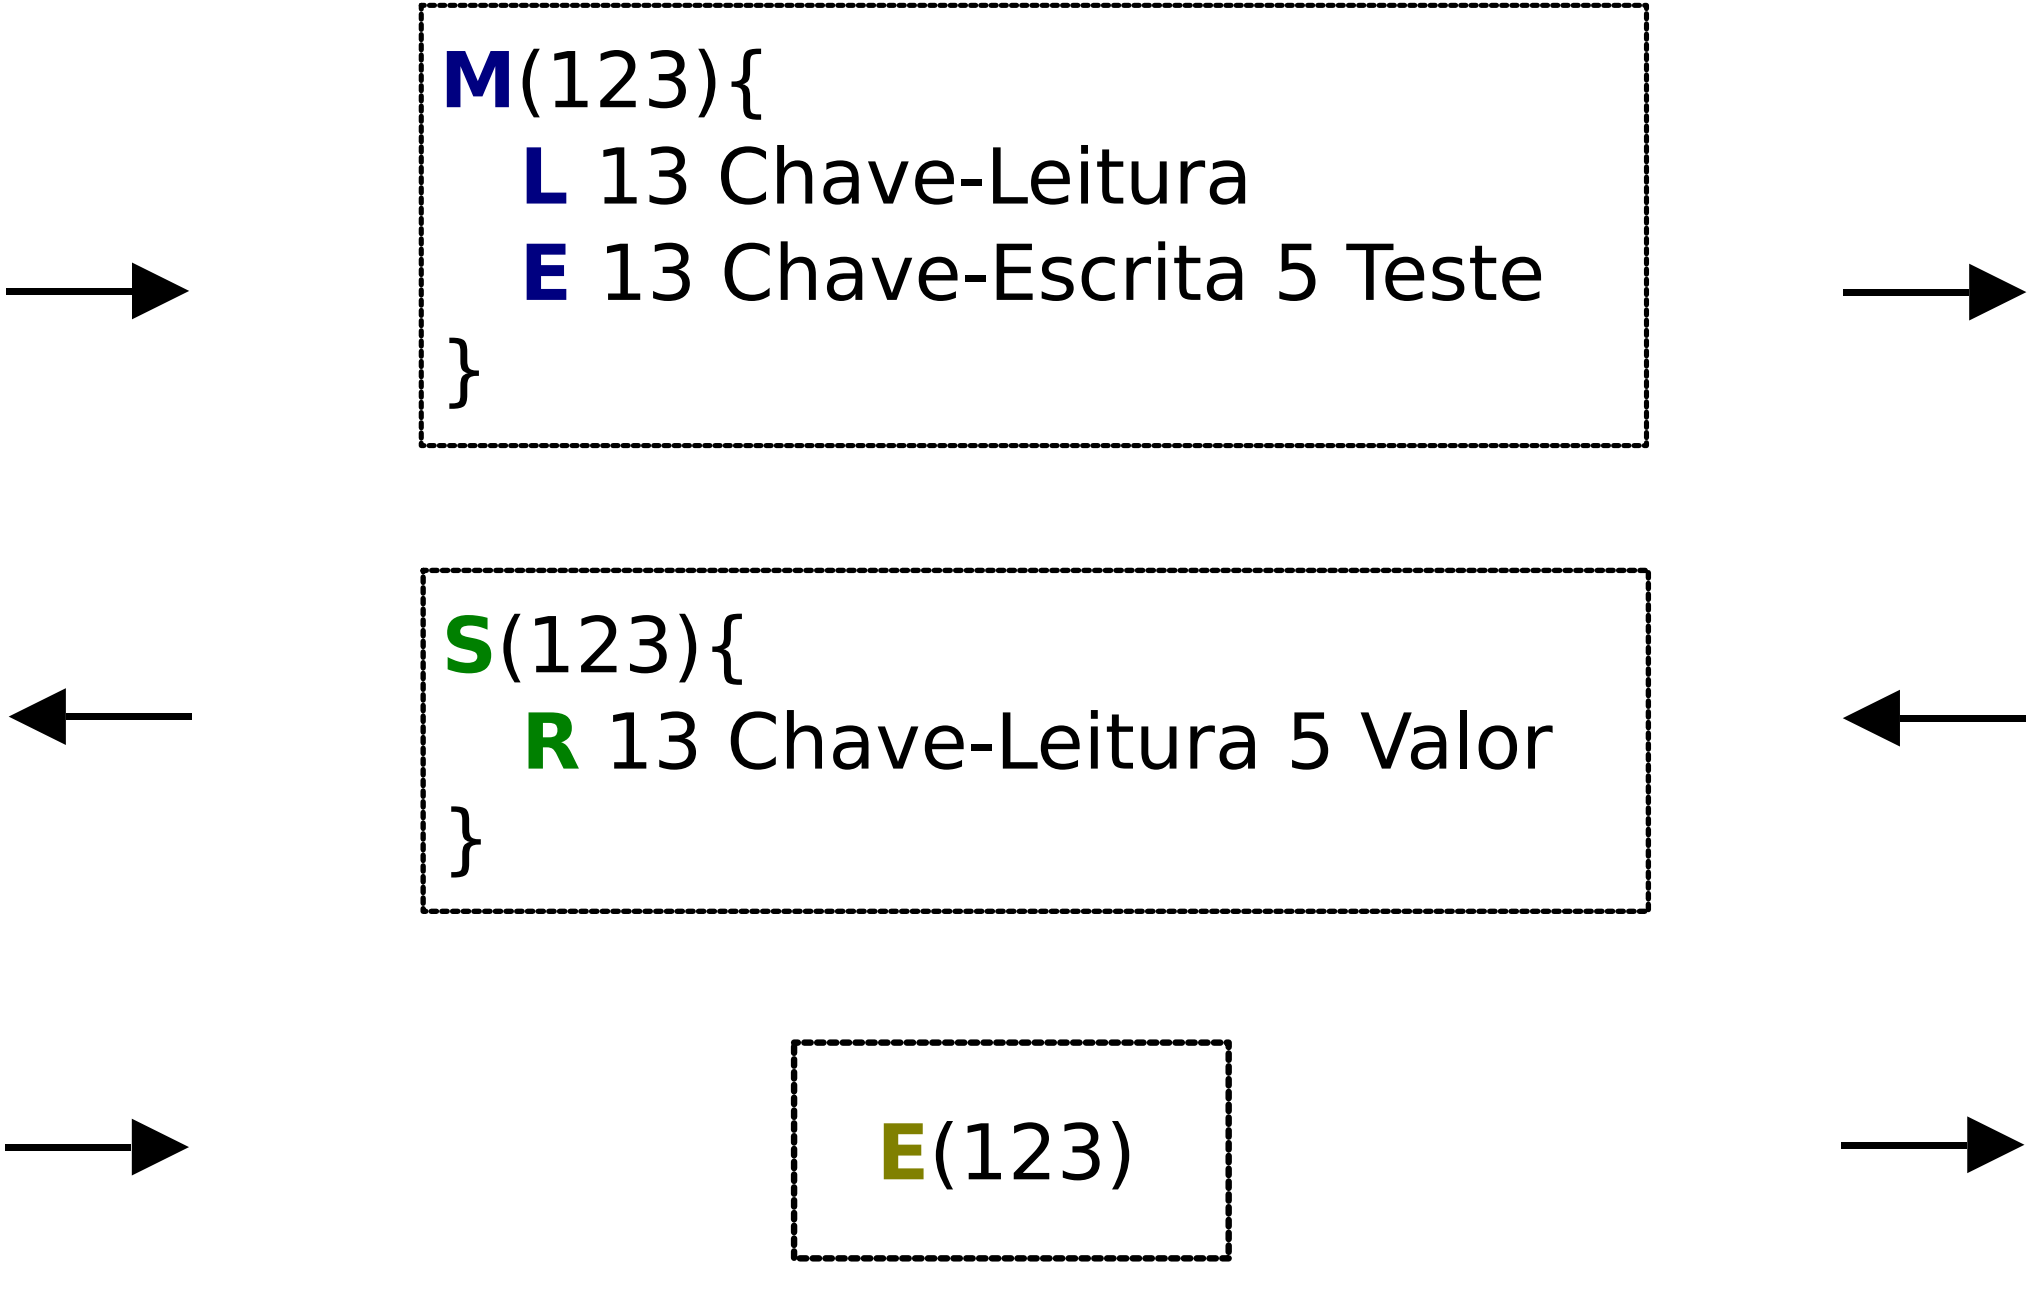 M(123){
L 13 Chave-Leitura
E 13 Chave-Escrita 5 Teste
}
S(123){
R 13 Chave-Leitura 5 Valor
}
E(123)